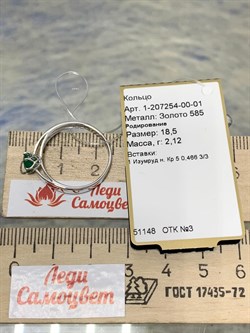 Кольцо
Арт. 1-207254-00-01
Металл: Золото 585
Родирование
Размер: 18,5
Масса, г: 2,12
Вставки:
1 Изумруд н. Кр 5 0,466 3/3
51148 ОТК №3
Леди
Самоцвет
Леди
Самоцвет
ГОСТ 17435-72